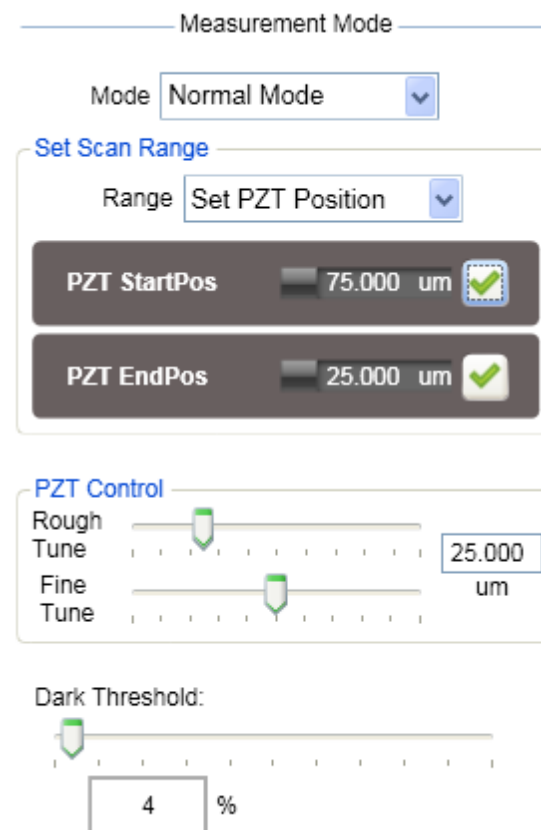 Measurement Mode
Mode Normal Mode
Set Scan Range
Range Set PZT Position
PZT StartPos 75.000 um
PZT EndPos 25.000 um
PZT Control
Rough
Tune
25.000
um
Fine
Tune
Dark Threshold:
4 %